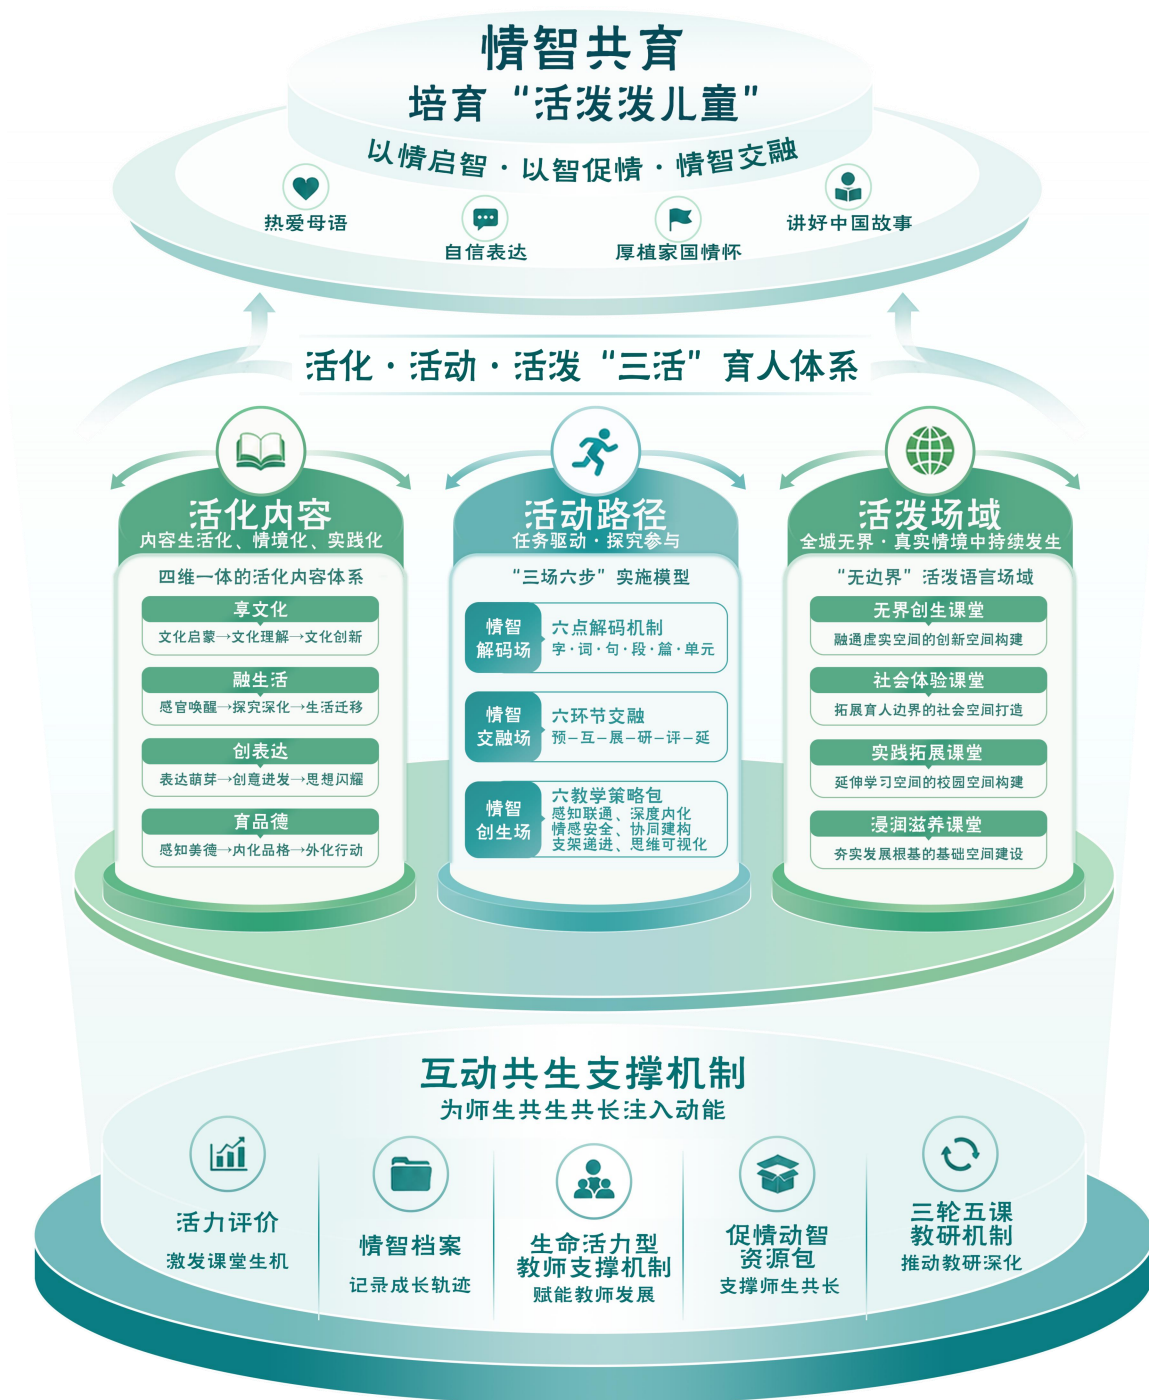 情智共育
培育“活泼泼儿童”
以情启智·以智促情·情智交融
热爱母语
自信表达
厚植家国情怀
讲好中国故事
活化·活动·活泼“三活”育人体系
活化内容
内容生活化、情境化、实践化
四维一体的活化内容体系
享文化
文化启蒙→文化理解→文化创新
融生活
感官唤醒→探究深化→生活迁移
创表达
表达萌芽→创意迸发→思想闪耀
育品德
感知美德→内化品格→外化行动
活动路径
任务驱动·探究参与
“三场六步”实施模型
情智
解码场
六点解码机制
字·词·句·段·篇·单元
情智
交融场
六环节交融
预—互—展—研—评—延
情智
创生场
六教学策略包
感知联通、深度内化
情感安全、协同建构
支架递进、思维可视化
活泼场域
全城无界·真实情境中持续发生
“无边界”活泼语言场域
无界创生课堂
融通虚实空间的创新空间构建
社会体验课堂
拓展育人边界的社会空间打造
实践拓展课堂
延伸学习空间的校园空间构建
浸润滋养课堂
夯实发展根基的基础空间建设
互动共生支撑机制
为师生共生共长注入动能
活力评价
激发课堂生机
情智档案
记录成长轨迹
生命活力型
教师支撑机制
赋能教师发展
促情动智
资源包
支撑师生共长
三轮五课
教研机制
推动教研深化